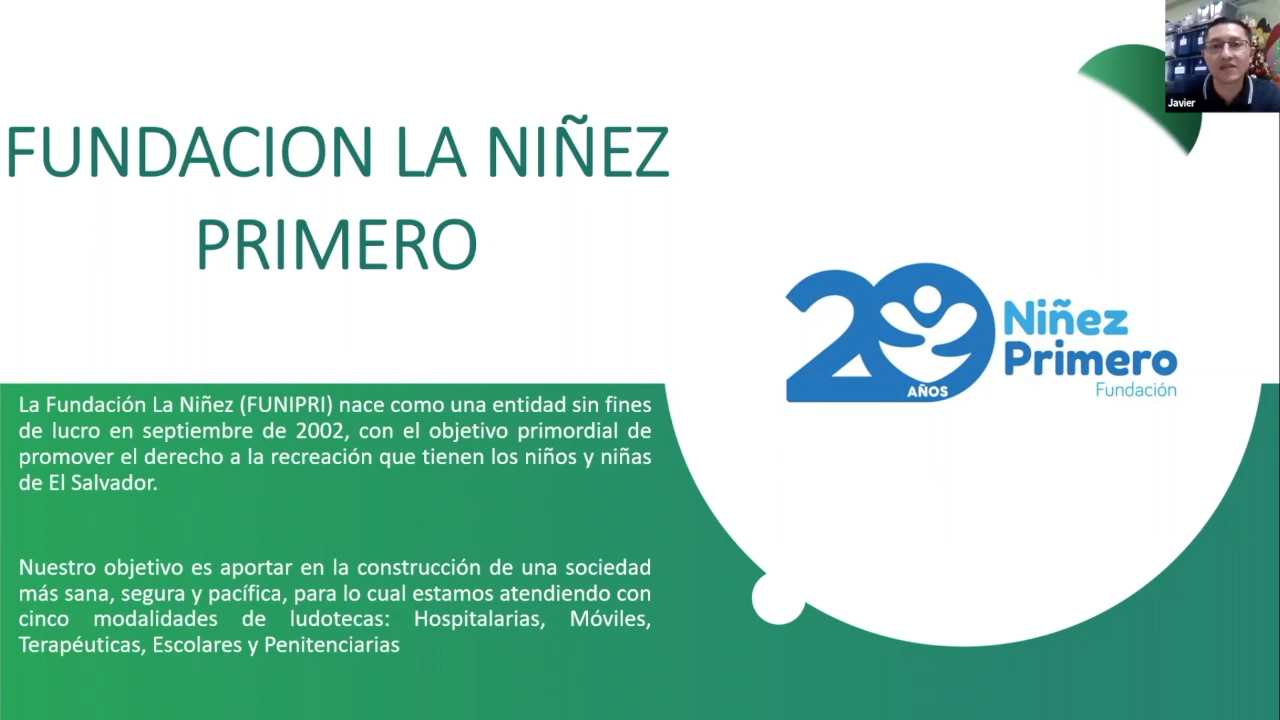 Javier
FUNDACION LA NIÑEZ
PRIMERO
20
AÑOS
Niñez
Primero
Fundación
La Fundación La Niñez (FUNIPRI) nace como una entidad sin fines
de lucro en septiembre de 2002, con el objetivo primordial de
promover el derecho a la recreación que tienen los niños y niñas
de El Salvador.
Nuestro objetivo es aportar en la construcción de una sociedad
más sana, segura y pacífica, para lo cual estamos atendiendo con
cinco modalidades de ludotecas: Hospitalarias, Móviles,
Terapéuticas, Escolares y Penitenciarias